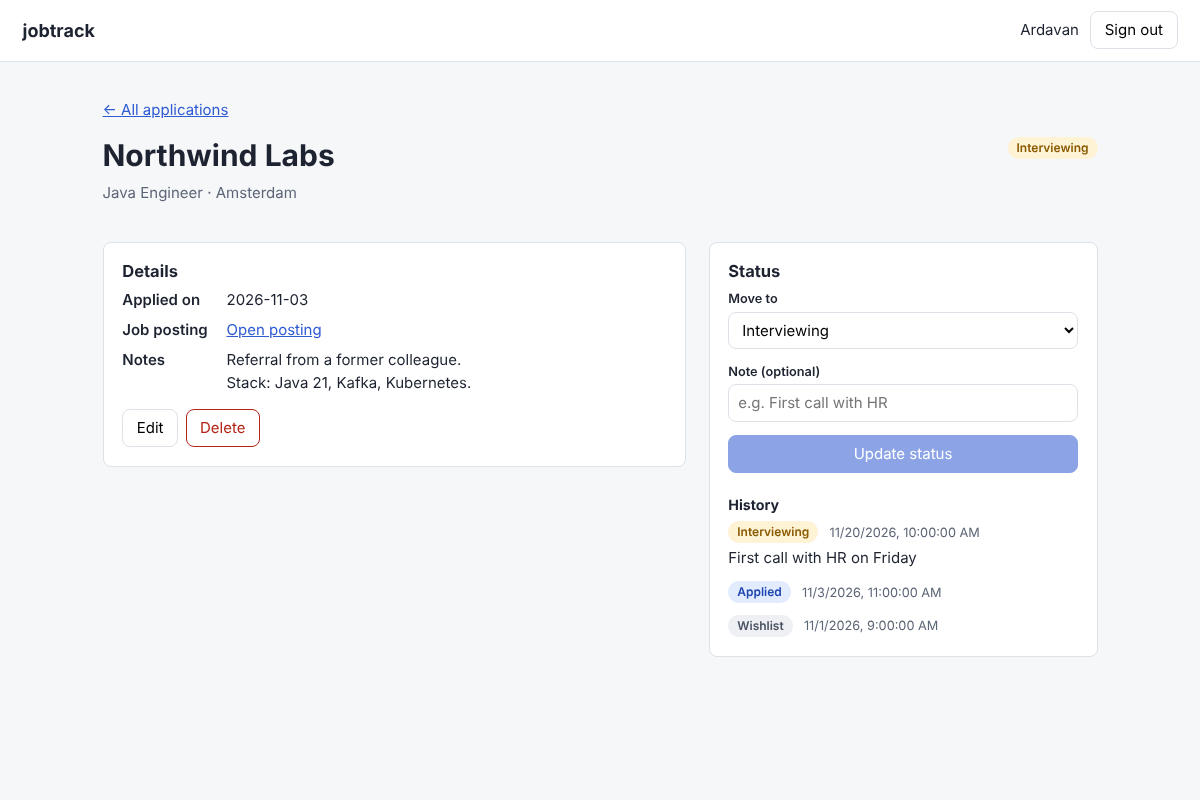 jobtrack
Ardavan
Sign out
← All applications
Northwind Labs
Interviewing
Java Engineer · Amsterdam
Details
Applied on 2026-11-03
Job posting Open posting
Notes Referral from a former colleague.
Stack: Java 21, Kafka, Kubernetes.
Edit
Delete
Status
Move to
Interviewing
Note (optional)
e.g. First call with HR
Update status
History
Interviewing 11/20/2026, 10:00:00 AM
First call with HR on Friday
Applied 11/3/2026, 11:00:00 AM
Wishlist 11/1/2026, 9:00:00 AM